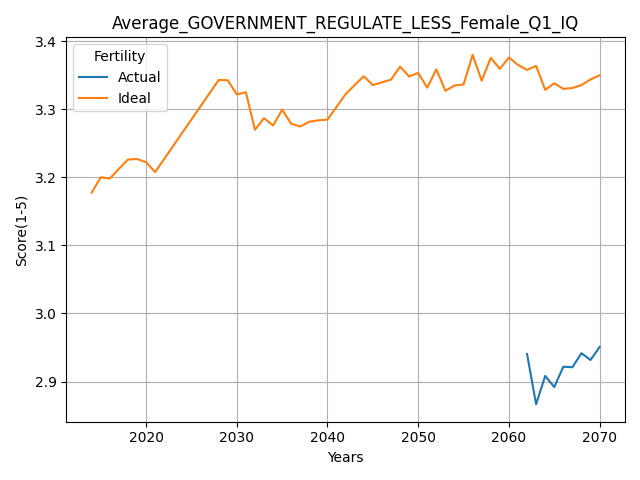 Average_GOVERNMENT_REGULATE_LESS_Female_Q1_IQ
Fertility
Actual
Ideal
Score(1-5)
3.4
3.3
3.2
3.1
3.0
2.9
2020 2030 2040 2050 2060 2070
Years